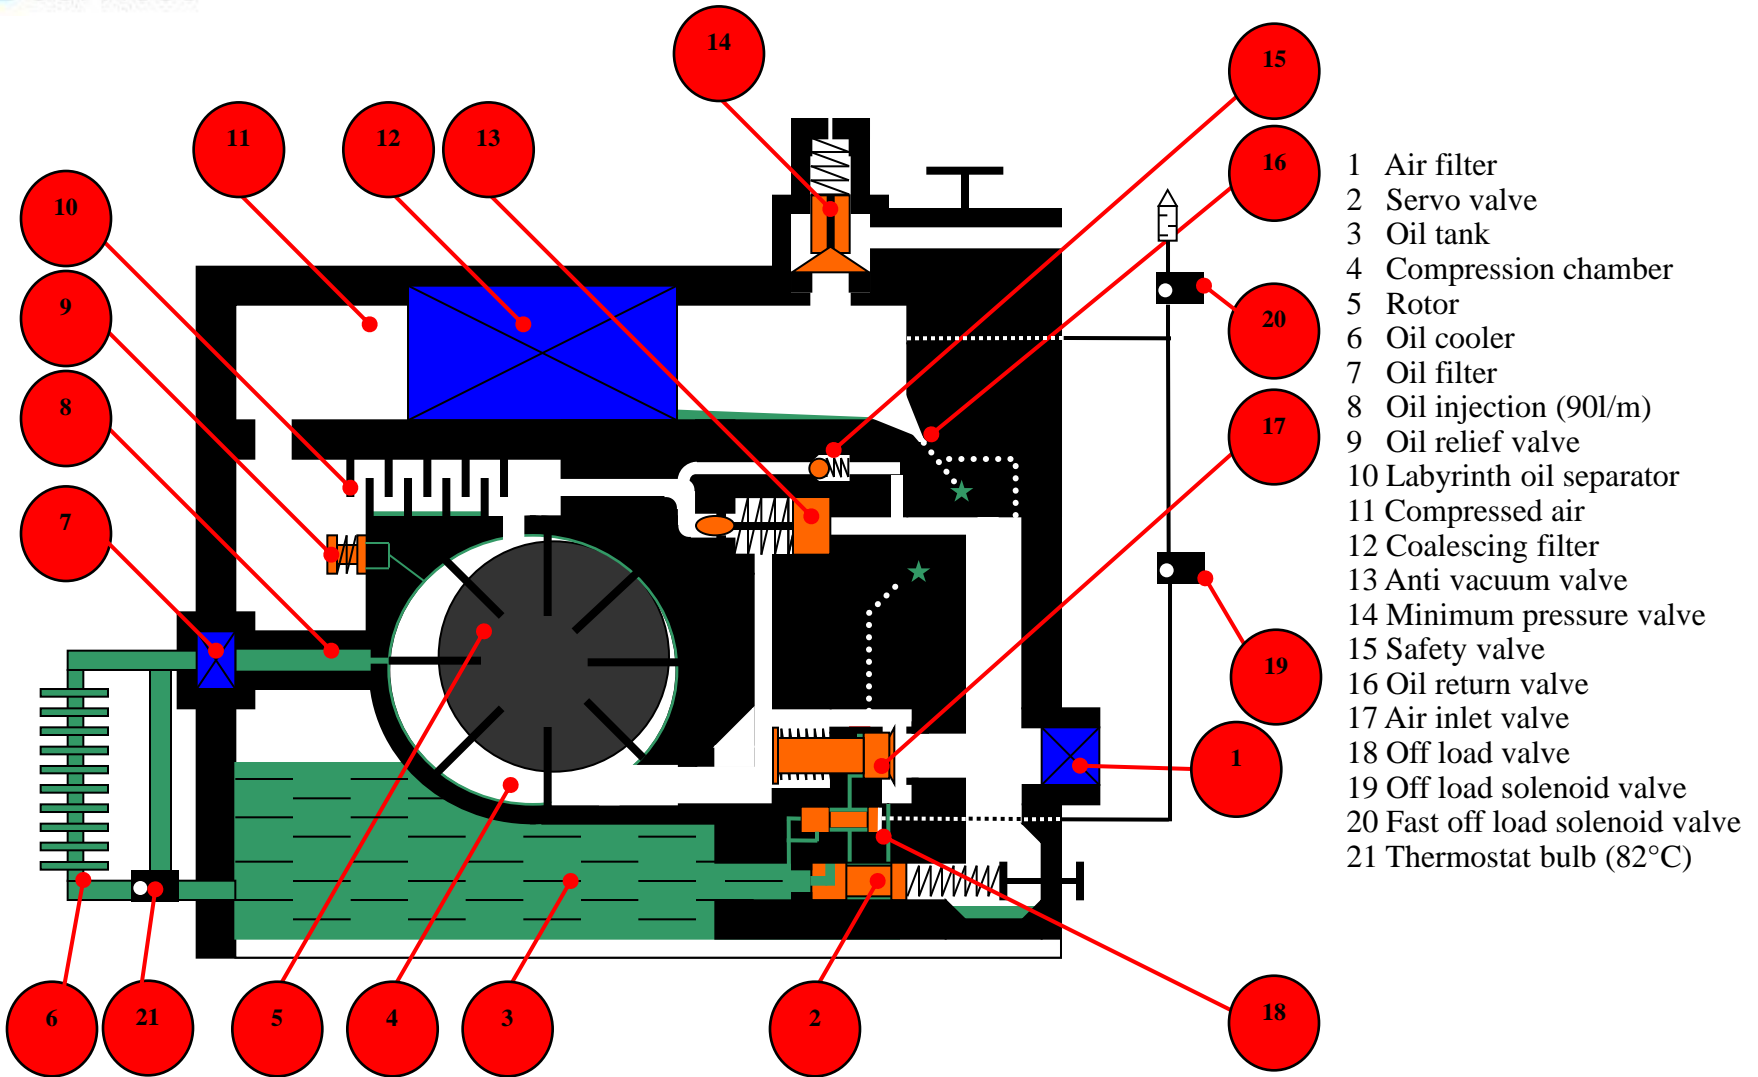 14
15
11
12
13
16
1 Air filter
2 Servo valve
10
3 Oil tank
4 Compression chamber
9
5 Rotor
20
6 Oil cooler
7 Oil filter
8
8 Oil injection (90l/m)
17
9 Oil relief valve
10 Labyrinth oil separator
11 Compressed air
7
12 Coalescing filter
13 Anti vacuum valve
14 Minimum pressure valve
15 Safety valve
19
16 Oil return valve
17 Air inlet valve
18 Off load valve
1
19 Off load solenoid valve
20 Fast off load solenoid valve
21 Thermostat bulb (82°C)
6
21
5
4
3
2
18